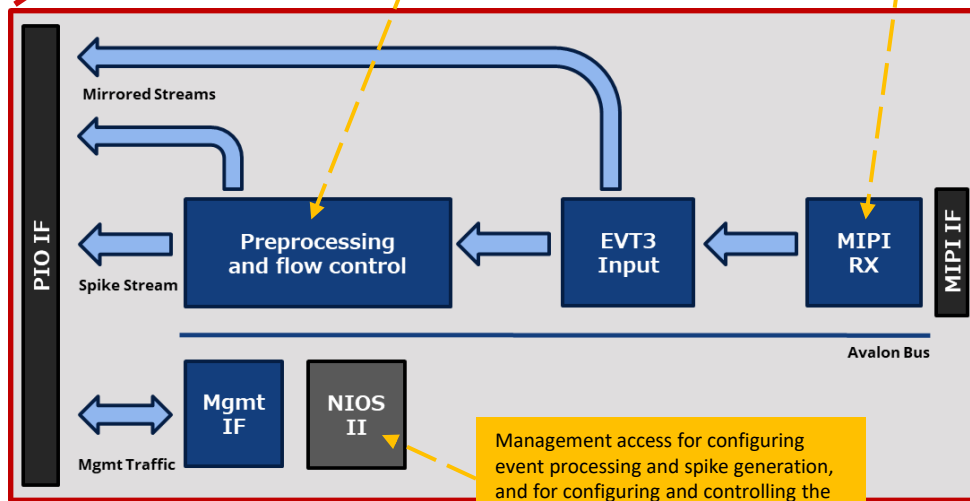 Mirrored Streams
PIO IF
Preprocessing
and flow control
EVT3
Input
MIPI
RX
MIPI IF
Spike Stream
Avalon Bus
Mgmt
IF
NIOS
II
Mgmt Traffic
Management access for configuring
event processing and spike generation,
and for configuring and controlling the